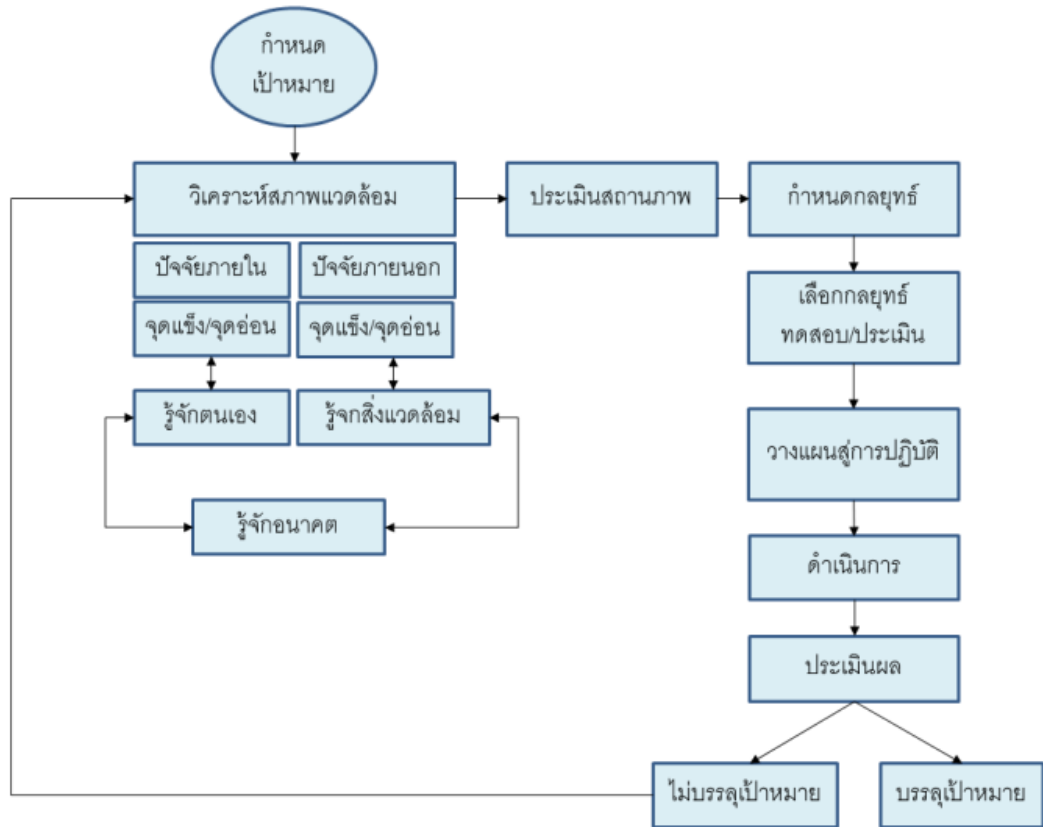 กำหนด
เป้าหมาย
วิเคราะห์สภาพแวดล้อม
ประเมินสถานภาพ
กำหนดกลยุทธ์
ปัจจัยภายใน
ปัจจัยภายนอก
จุดแข็ง/จุดอ่อน
จุดแข็ง/จุดอ่อน
เลือกกลยุทธ์
ทดสอบ/ประเมิน
รู้จักตนเอง
รู้จกสิ่งแวดล้อม
วางแผนสู่การปฏิบัติ
รู้จักอนาคต
ดำเนินการ
ประเมินผล
ไม่บรรลุเป้าหมาย
บรรลุเป้าหมาย